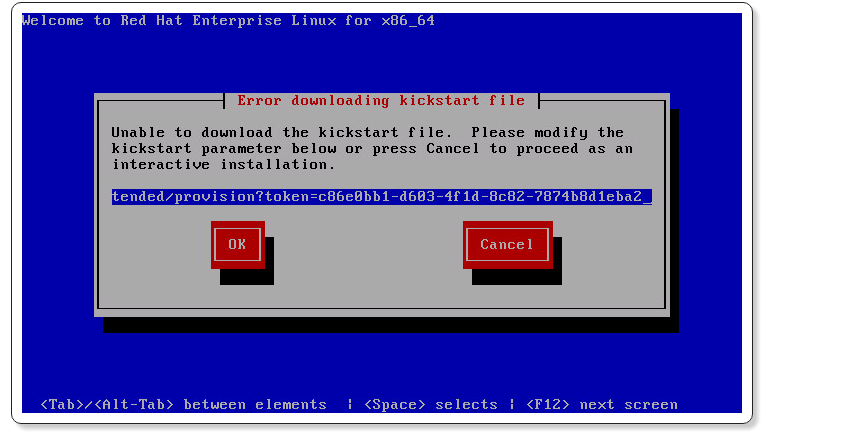 Welcome to Red Hat Enterprise Linux for x86_64
Error downloading kickstart file
Unable to download the kickstart file.  Please modify the
kickstart parameter below or press Cancel to proceed as an
interactive installation.
tended/provision?token=c86e0bb1-d603-4f1d-8c82-7874b8d1eba2_
OK
Cancel
<Tab>/<Alt-Tab> between elements  | <Space> selects | <F12> next screen